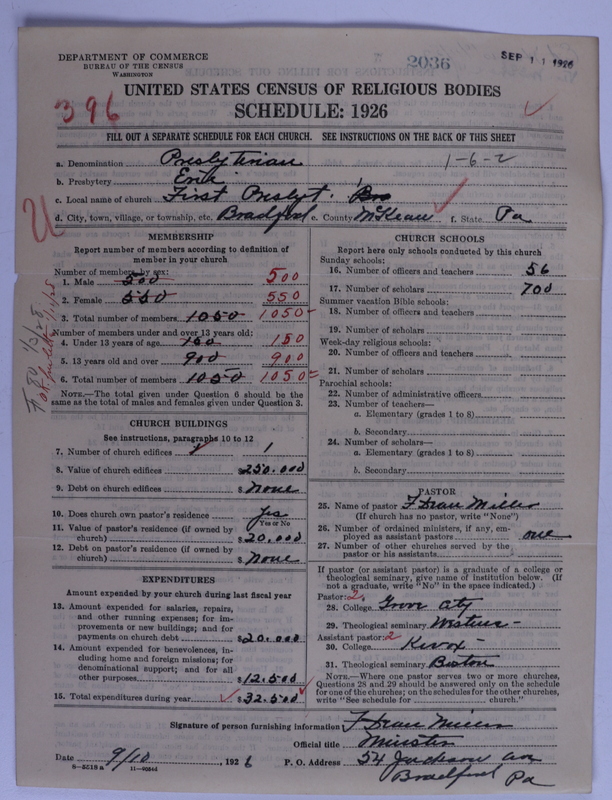 DEPARTMENT OF COMMERCE
BUREAU OF THE CENSUS
WASHINGTON
2036
SEP 11 1926
UNITED STATES CENSUS OF RELIGIOUS BODIES
SCHEDULE: 1926
396
FILL OUT A SEPARATE SCHEDULE FOR EACH CHURCH. SEE INSTRUCTIONS ON THE BACK OF THIS SHEET
a. Denomination Presbyterian
1-6-2
b. Presbytery Erie
c. Local name of church First Presbyt.
d. City, town, village, or township, etc. Bradford e. County McKean f. State Pa
MEMBERSHIP
Report number of members according to definition of member in your church
Number of members by sex:
1. Male 500 500
2. Female 550 550
3. Total number of members 1050 1050
Number of members under and over 13 years old:
4. Under 13 years of age 150 150
5. 13 years old and over 900 900
6. Total number of members 1050 1050
NOTE.—The total given under Question 6 should be the same as the total of males and females given under Question 3.
CHURCH BUILDINGS
See instructions, paragraphs 10 to 12
7. Number of church edifices 1
8. Value of church edifices $ 250.000
9. Debt on church edifices $ None
10. Does church own pastor's residence yes
Yes or No
11. Value of pastor's residence (if owned by church) $ 20,000
12. Debt on pastor's residence (if owned by church) $ None
EXPENDITURES
Amount expended by your church during last fiscal year
13. Amount expended for salaries, repairs, and other running expenses; for improvements or new buildings; and for payments on church debt $ 20.000
14. Amount expended for benevolences, including home and foreign missions; for denominational support; and for all other purposes $ 12.500
15. Total expenditures during year $ 32.500
CHURCH SCHOOLS
Report here only schools conducted by this church
Sunday schools:
16. Number of officers and teachers 56
17. Number of scholars 700
Summer vacation Bible schools:
18. Number of officers and teachers
19. Number of scholars
Week-day religious schools:
20. Number of officers and teachers
21. Number of scholars
Parochial schools:
22. Number of administrative officers
23. Number of teachers—
a. Elementary (grades 1 to 8)
b. Secondary
24. Number of scholars—
a. Elementary (grades 1 to 8)
b. Secondary
PASTOR
25. Name of pastor F Dean Miller
(If church has no pastor, write "None")
26. Number of ordained ministers, if any, employed as assistant pastors one
27. Number of other churches served by the pastor or his assistants
If pastor (or assistant pastor) is a graduate of a college or theological seminary, give name of institution below. (If not a graduate, write "No" in the space indicated.)
Pastor: 2
28. College Grove City
29. Theological seminary Western
Assistant pastor: 2
30. College Knox
31. Theological seminary Boston
NOTE.—Where one pastor serves two or more churches, Questions 28 and 29 should be answered only on the schedule for one of the churches; on the schedules for the other churches, write "See schedule for church."
Signature of person furnishing information F Dean Miller
Official title Minister
Date 9/10, 1926 P. O. Address 54 Jackson Ave
Bradford Pa
8-5518a 11-9054d